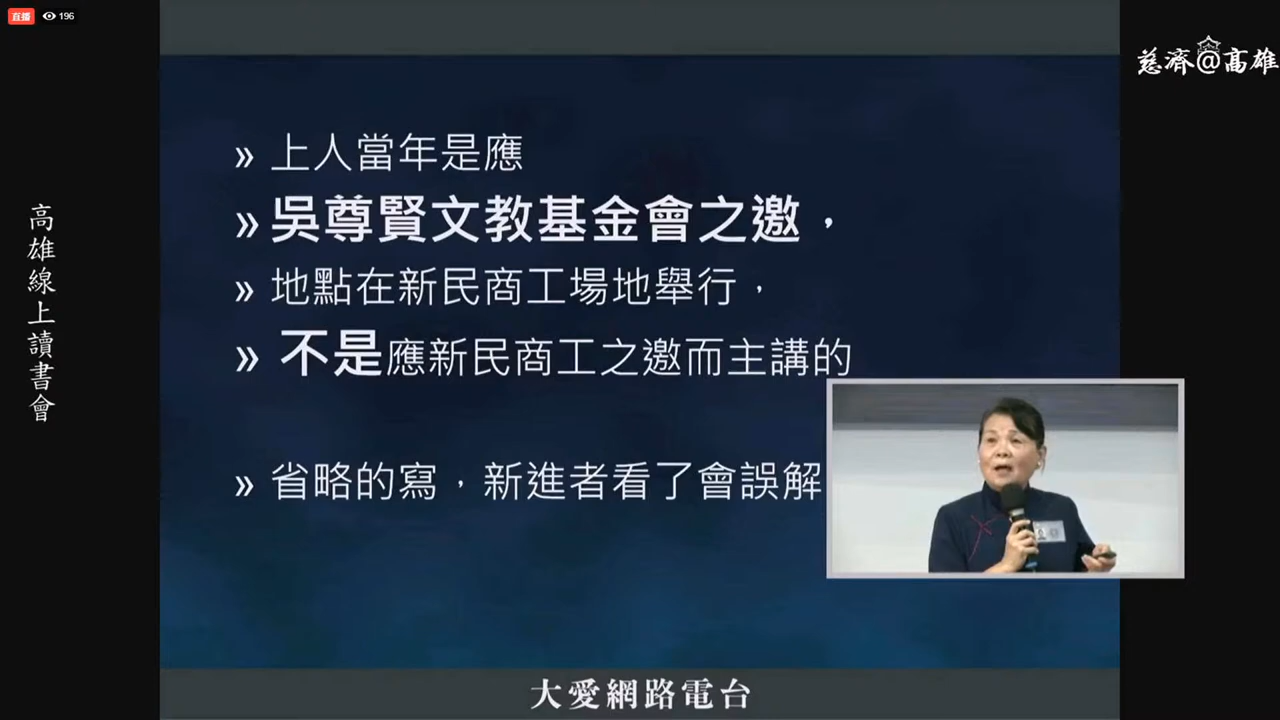 直播 196
慈濟@高雄
高雄線上讀書會
» 上人當年是應
» 吳尊賢文教基金會之邀，
» 地點在新民商工場地舉行，
» 不是應新民商工之邀而主講的
» 省略的寫，新進者看了會誤解
大愛網路電台